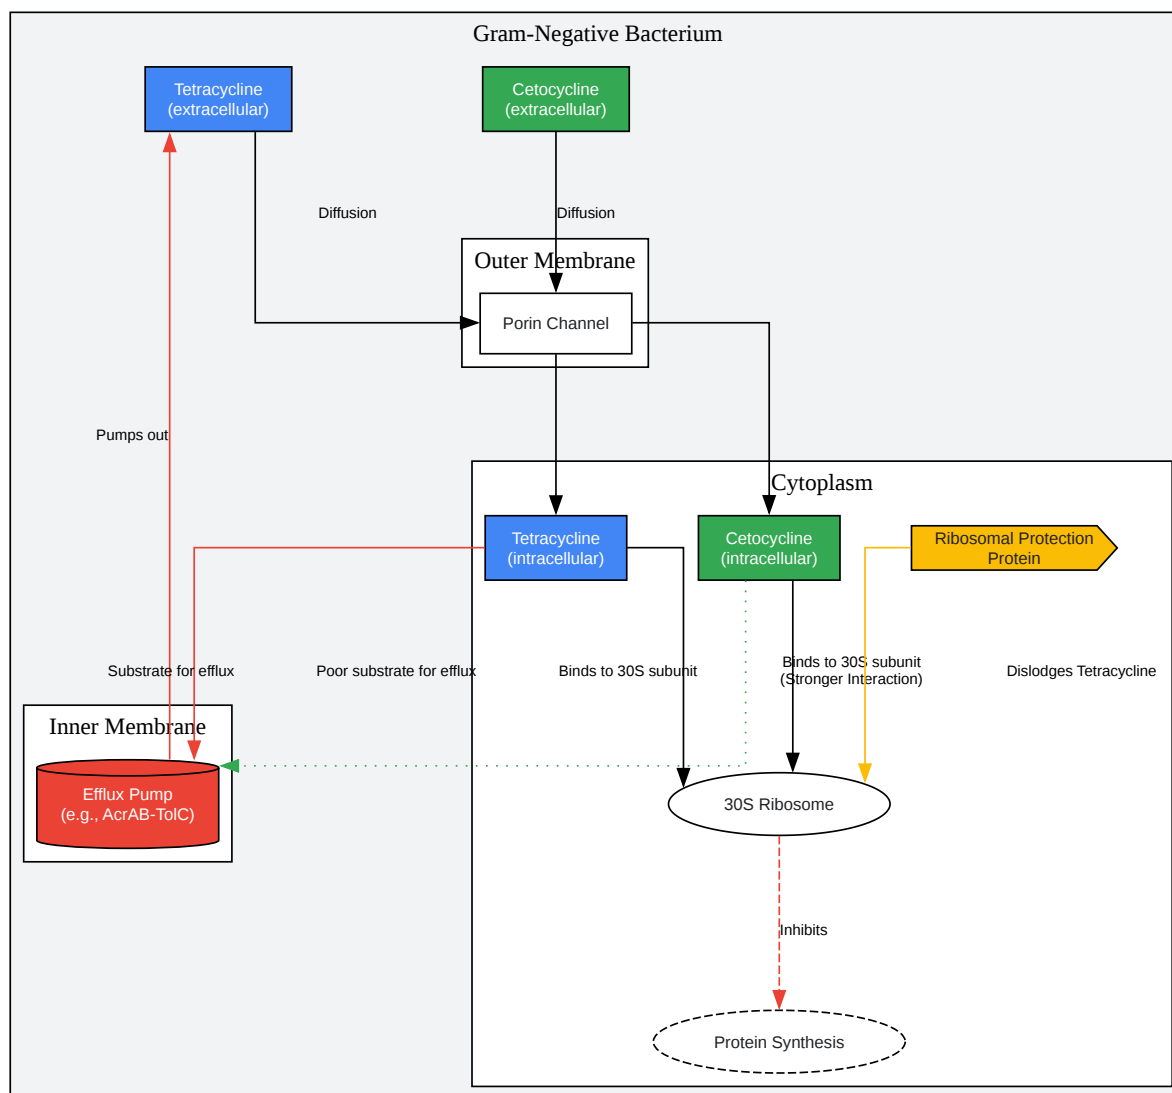 Gram-Negative Bacterium
Tetracycline
(extracellular)
Cetocycline
(extracellular)
Diffusion
Diffusion
Outer Membrane
Porin Channel
Pumps out
Cytoplasm
Tetracycline
(intracellular)
Cetocycline
(intracellular)
Ribosomal Protection
Protein
Substrate for efflux
Poor substrate for efflux
Binds to 30S subunit
Binds to 30S subunit
(Stronger Interaction)
Dislodges Tetracycline
Inner Membrane
Efflux Pump
(e.g., AcrAB-TolC)
30S Ribosome
Inhibits
Protein Synthesis